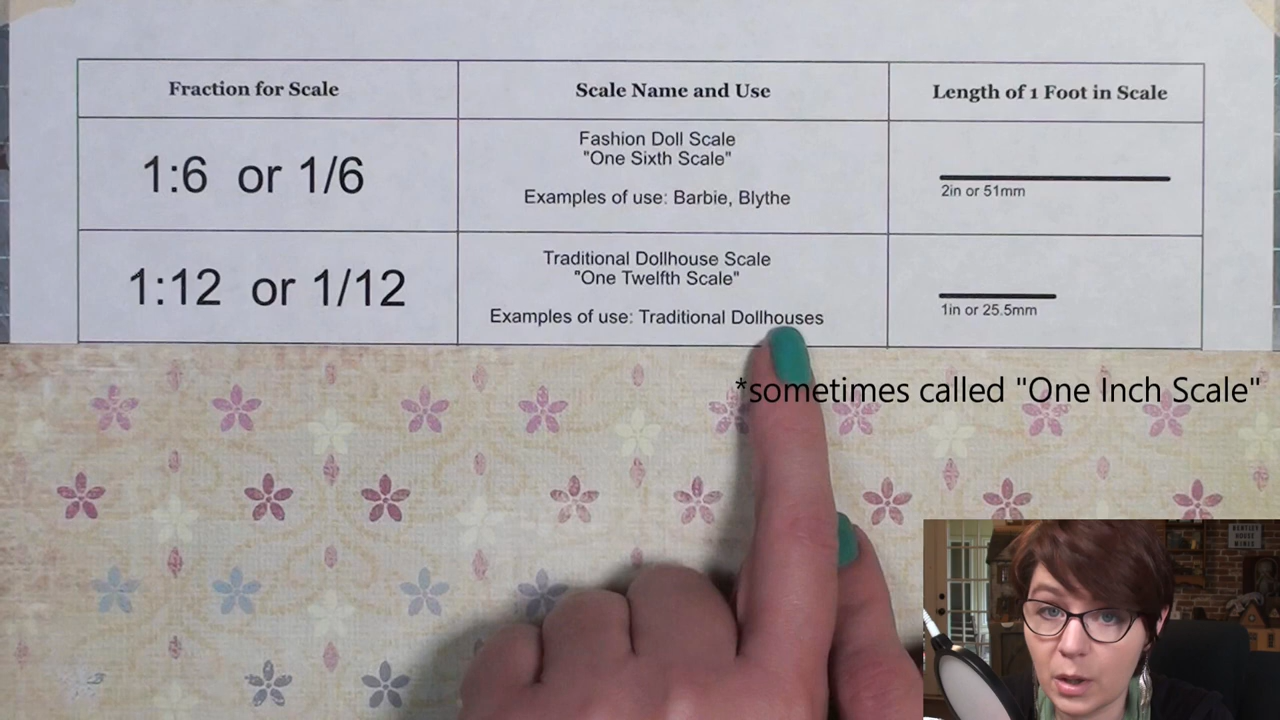 Fraction for Scale
Scale Name and Use
Length of 1 Foot in Scale
1:6 or 1/6
Fashion Doll Scale
"One Sixth Scale"
Examples of use: Barbie, Blythe
2in or 51mm
1:12 or 1/12
Traditional Dollhouse Scale
"One Twelfth Scale"
Examples of use: Traditional Dollhouses
1in or 25.5mm
*sometimes called "One Inch Scale"
BENTLEY
HOUSE
MINIS